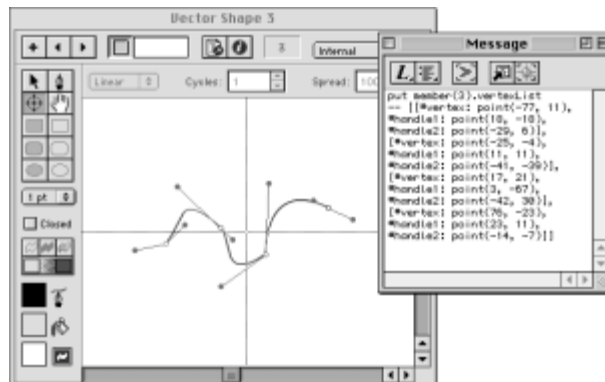 Vector Shape 3
Internal
Linear
Cycles: 1
Spread: 100
1 pt
Closed
Message
put member(3).vertexList
-- [[#vertex: point(-77, 11),
#handle1: point(18, -18),
#handle2: point(-29, 6)],
[#vertex: point(-25, -4),
#handle1: point(11, 11),
#handle2: point(-41, -39)],
[#vertex: point(17, 21),
#handle1: point(3, -67),
#handle2: point(-42, 30)],
[#vertex: point(76, -23),
#handle1: point(23, 11),
#handle2: point(-14, -7)]]